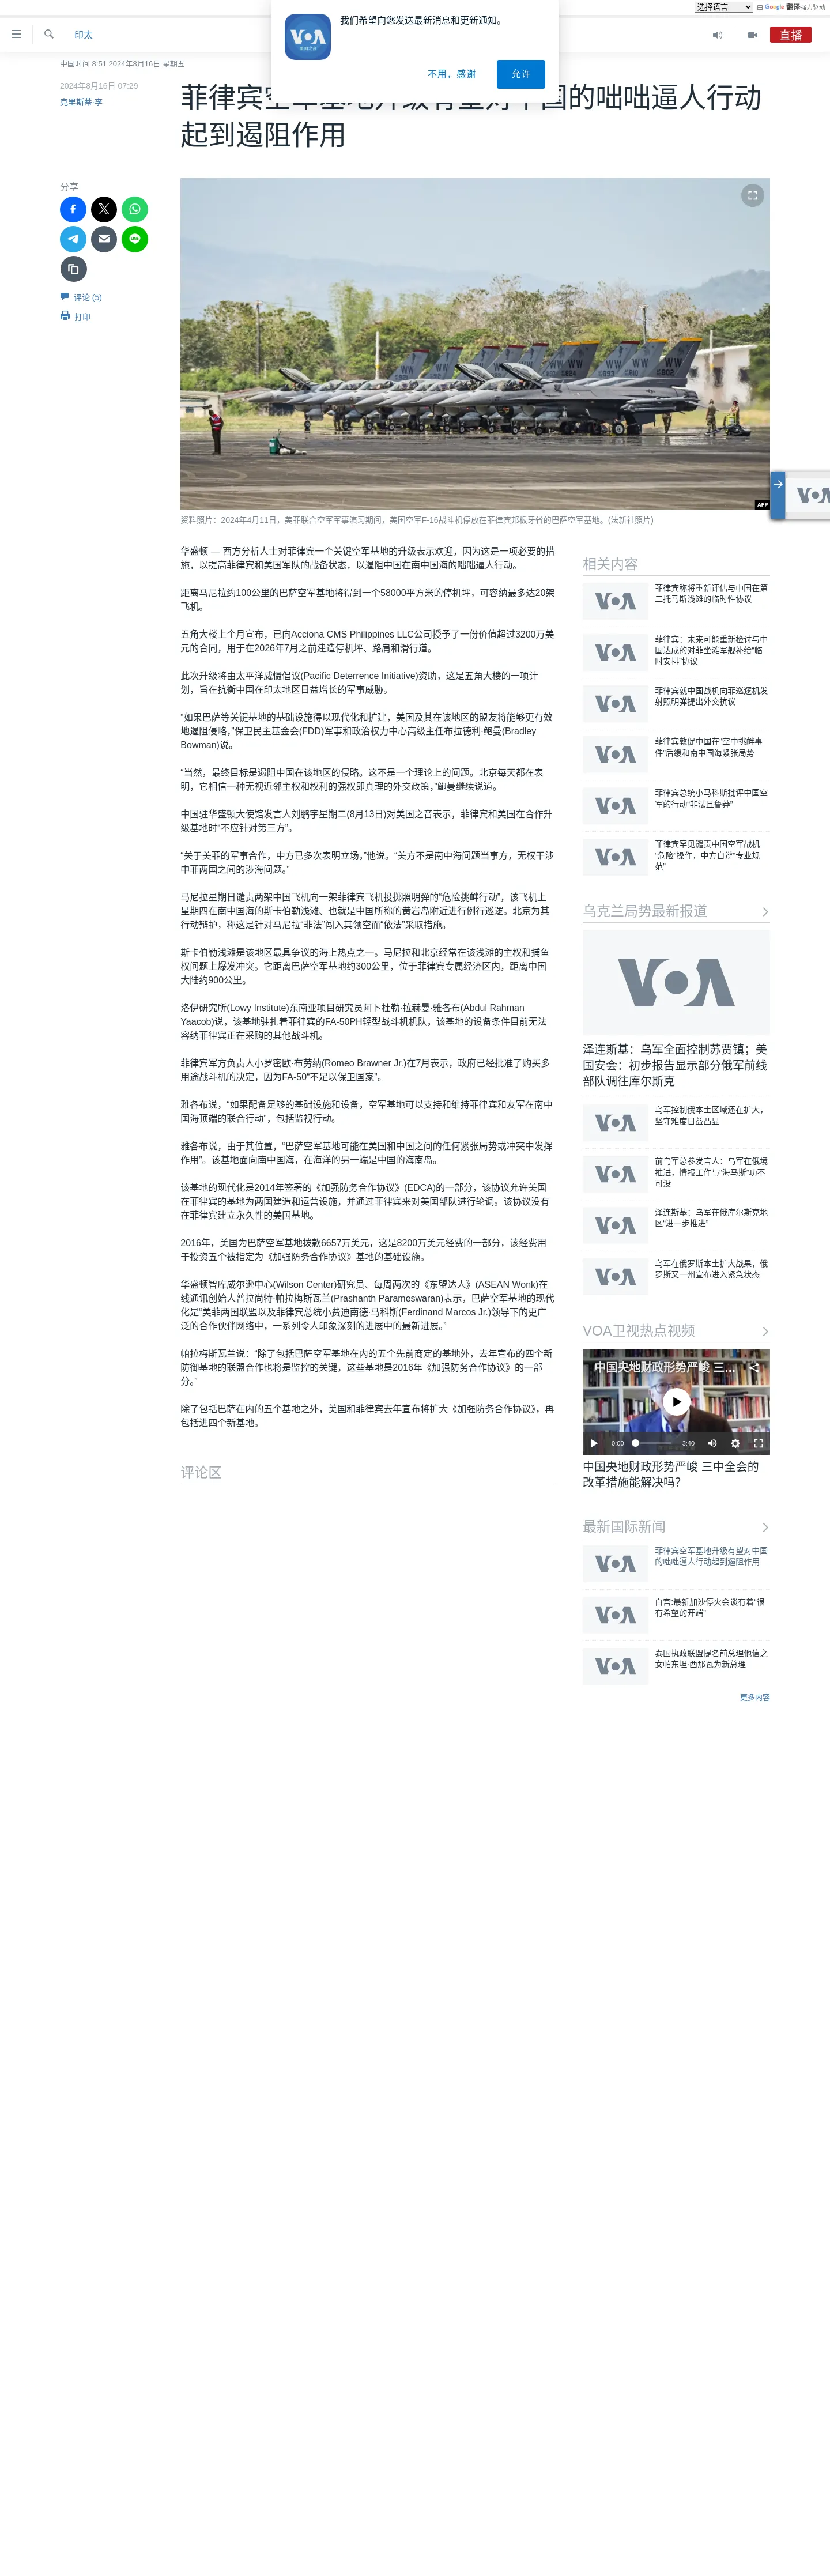 选择语言
由 Google 翻译强力驱动
我们希望向您发送最新消息和更新通知。
不用，感谢
允许
印太
直播
中国时间 8:51 2024年8月16日 星期五
2024年8月16日 07:29
克里斯蒂·李
起到遏阻作用
分享
评论 (5)
打印
AFP
资料照片：2024年4月11日，美菲联合空军军事演习期间，美国空军F-16战斗机停放在菲律宾邦板牙省的巴萨空军基地。(法新社照片)
华盛顿 — 西方分析人士对菲律宾一个关键空军基地的升级表示欢迎，因为这是一项必要的措
施，以提高菲律宾和美国军队的战备状态，以遏阻中国在南中国海的咄咄逼人行动。
距离马尼拉约100公里的巴萨空军基地将得到一个58000平方米的停机坪，可容纳最多达20架
飞机。
五角大楼上个月宣布，已向Acciona CMS Philippines LLC公司授予了一份价值超过3200万美
元的合同，用于在2026年7月之前建造停机坪、路肩和滑行道。
此次升级将由太平洋威慑倡议(Pacific Deterrence Initiative)资助，这是五角大楼的一项计
划，旨在抗衡中国在印太地区日益增长的军事威胁。
“如果巴萨等关键基地的基础设施得以现代化和扩建，美国及其在该地区的盟友将能够更有效
地遏阻侵略，”保卫民主基金会(FDD)军事和政治权力中心高级主任布拉德利·鲍曼(Bradley
Bowman)说。
“当然，最终目标是遏阻中国在该地区的侵略。这不是一个理论上的问题。北京每天都在表
明，它相信一种无视近邻主权和权利的强权即真理的外交政策，”鲍曼继续说道。
中国驻华盛顿大使馆发言人刘鹏宇星期二(8月13日)对美国之音表示，菲律宾和美国在合作升
级基地时“不应针对第三方”。
“关于美菲的军事合作，中方已多次表明立场，”他说。“美方不是南中海问题当事方，无权干涉
中菲两国之间的涉海问题。”
马尼拉星期日谴责两架中国飞机向一架菲律宾飞机投掷照明弹的“危险挑衅行动”，该飞机上
星期四在南中国海的斯卡伯勒浅滩、也就是中国所称的黄岩岛附近进行例行巡逻。北京为其
行动辩护，称这是针对马尼拉“非法”闯入其领空而“依法”采取措施。
斯卡伯勒浅滩是该地区最具争议的海上热点之一。马尼拉和北京经常在该浅滩的主权和捕鱼
权问题上爆发冲突。它距离巴萨空军基地约300公里，位于菲律宾专属经济区内，距离中国
大陆约900公里。
洛伊研究所(Lowy Institute)东南亚项目研究员阿卜杜勒·拉赫曼·雅各布(Abdul Rahman
Yaacob)说，该基地驻扎着菲律宾的FA-50PH轻型战斗机机队，该基地的设备条件目前无法
容纳菲律宾正在采购的其他战斗机。
菲律宾军方负责人小罗密欧·布劳纳(Romeo Brawner Jr.)在7月表示，政府已经批准了购买多
用途战斗机的决定，因为FA-50“不足以保卫国家”。
雅各布说，“如果配备足够的基础设施和设备，空军基地可以支持和维持菲律宾和友军在南中
国海顶端的联合行动”，包括监视行动。
雅各布说，由于其位置，“巴萨空军基地可能在美国和中国之间的任何紧张局势或冲突中发挥
作用”。该基地面向南中国海，在海洋的另一端是中国的海南岛。
该基地的现代化是2014年签署的《加强防务合作协议》(EDCA)的一部分，该协议允许美国
在菲律宾的基地为两国建造和运营设施，并通过菲律宾来对美国部队进行轮调。该协议没有
在菲律宾建立永久性的美国基地。
2016年，美国为巴萨空军基地拨款6657万美元，这是8200万美元经费的一部分，该经费用
于投资五个被指定为《加强防务合作协议》基地的基础设施。
华盛顿智库威尔逊中心(Wilson Center)研究员、每周两次的《东盟达人》(ASEAN Wonk)在
线通讯创始人普拉尚特·帕拉梅斯瓦兰(Prashanth Parameswaran)表示，巴萨空军基地的现代
化是“美菲两国联盟以及菲律宾总统小费迪南德·马科斯(Ferdinand Marcos Jr.)领导下的更广
泛的合作伙伴网络中，一系列令人印象深刻的进展中的最新进展。”
帕拉梅斯瓦兰说：“除了包括巴萨空军基地在内的五个先前商定的基地外，去年宣布的四个新
防御基地的联盟合作也将是监控的关键，这些基地是2016年《加强防务合作协议》的一部
分。”
除了包括巴萨在内的五个基地之外，美国和菲律宾去年宣布将扩大《加强防务合作协议》，再
包括进四个新基地。
评论区
相关内容
菲律宾称将重新评估与中国在第
二托马斯浅滩的临时性协议
菲律宾：未来可能重新检讨与中
国达成的对菲坐滩军舰补给“临
时安排”协议
菲律宾就中国战机向菲巡逻机发
射照明弹提出外交抗议
菲律宾敦促中国在“空中挑衅事
件”后缓和南中国海紧张局势
菲律宾总统小马科斯批评中国空
军的行动“非法且鲁莽”
菲律宾罕见谴责中国空军战机
“危险”操作，中方自辩“专业规
范”
乌克兰局势最新报道
泽连斯基：乌军全面控制苏贾镇；美
国安会：初步报告显示部分俄军前线
部队调往库尔斯克
乌军控制俄本土区域还在扩大，
坚守难度日益凸显
前乌军总参发言人：乌军在俄境
推进，情报工作与“海马斯”功不
可没
泽连斯基：乌军在俄库尔斯克地
区“进一步推进”
乌军在俄罗斯本土扩大战果，俄
罗斯又一州宣布进入紧急状态
VOA卫视热点视频
中国央地财政形势严峻 三...
0:00
3:40
中国央地财政形势严峻 三中全会的
改革措施能解决吗？
最新国际新闻
菲律宾空军基地升级有望对中国
的咄咄逼人行动起到遏阻作用
白宫:最新加沙停火会谈有着“很
有希望的开端”
泰国执政联盟提名前总理他信之
女帕东坦·西那瓦为新总理
更多内容